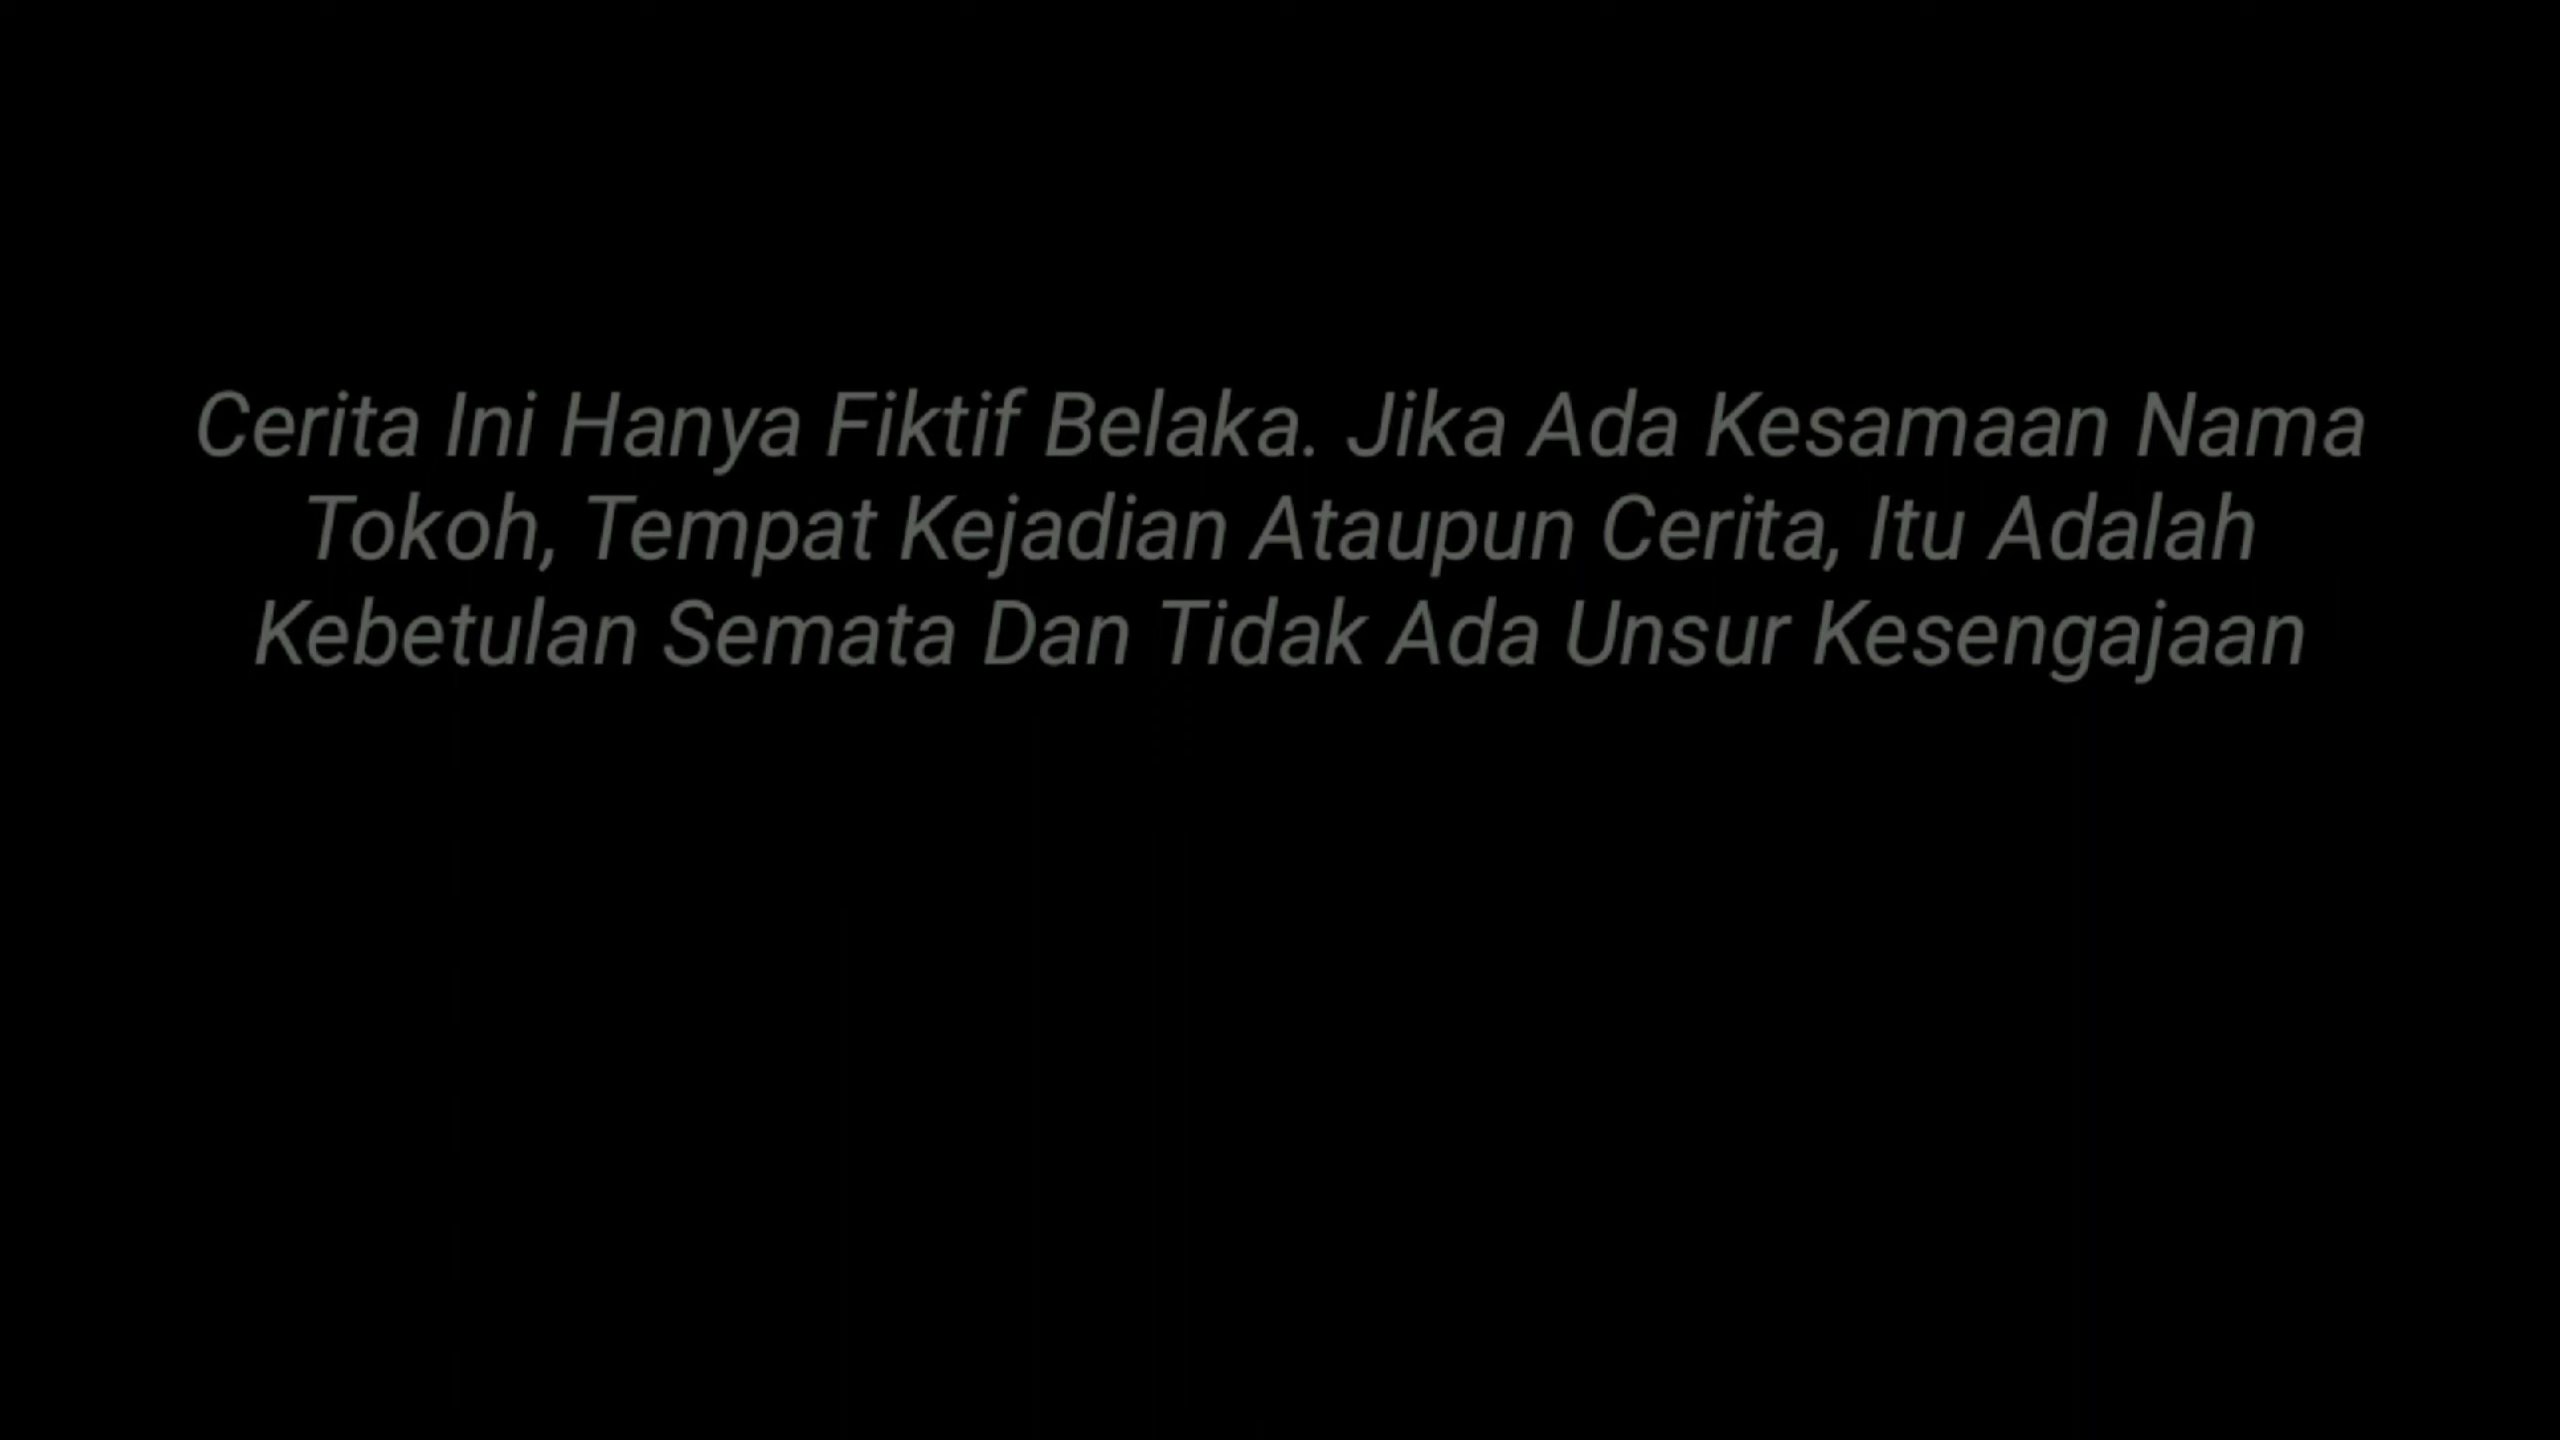 Cerita Ini Hanya Fiktif Belaka. Jika Ada Kesamaan Nama
Tokoh, Tempat Kejadian Ataupun Cerita, Itu Adalah
Kebetulan Semata Dan Tidak Ada Unsur Kesengajaan